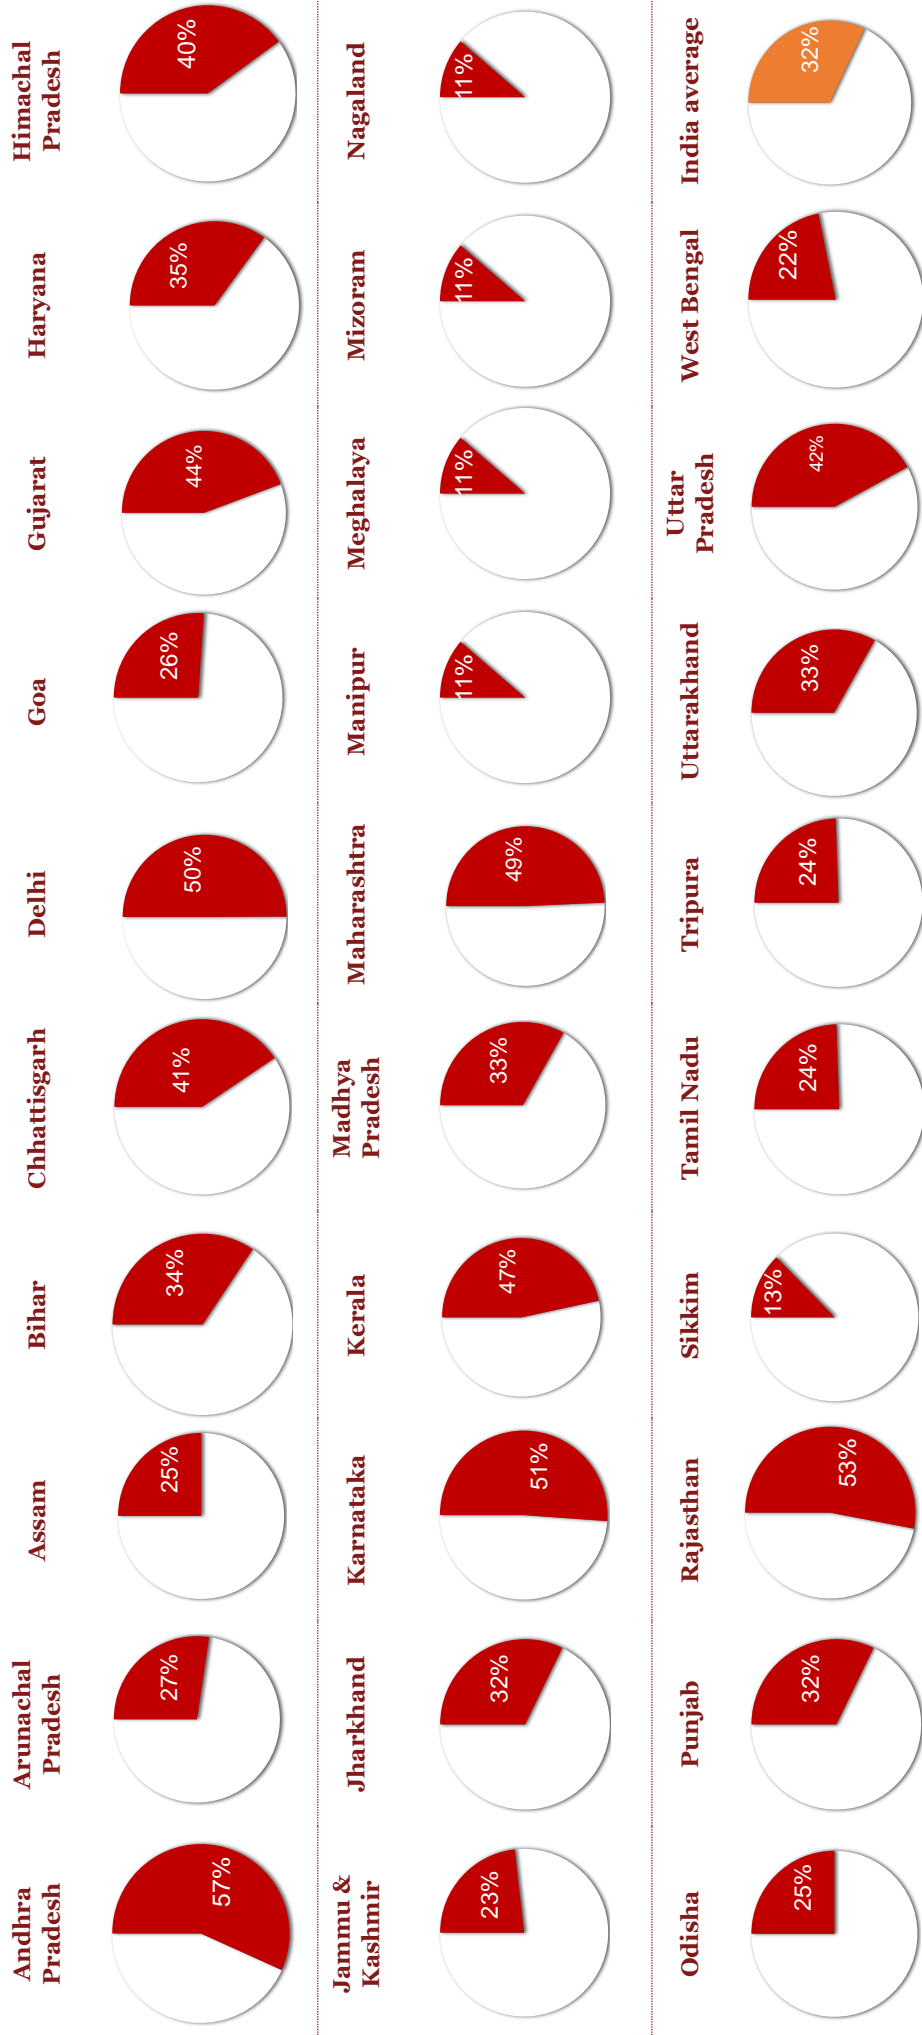 Andhra
Pradesh
57%
Arunachal
Pradesh
27%
Assam
25%
Bihar
34%
Chhattisgarh
41%
Delhi
50%
Goa
26%
Gujarat
44%
Haryana
35%
Himachal
Pradesh
40%
Jammu &
Kashmir
23%
Jharkhand
32%
Karnataka
51%
Kerala
47%
Madhya
Pradesh
33%
Maharashtra
49%
Manipur
11%
Meghalaya
11%
Mizoram
11%
Nagaland
11%
Odisha
25%
Punjab
32%
Rajasthan
53%
Sikkim
13%
Tamil Nadu
24%
Tripura
24%
Uttarakhand
33%
Uttar
Pradesh
42%
West Bengal
22%
India average
32%